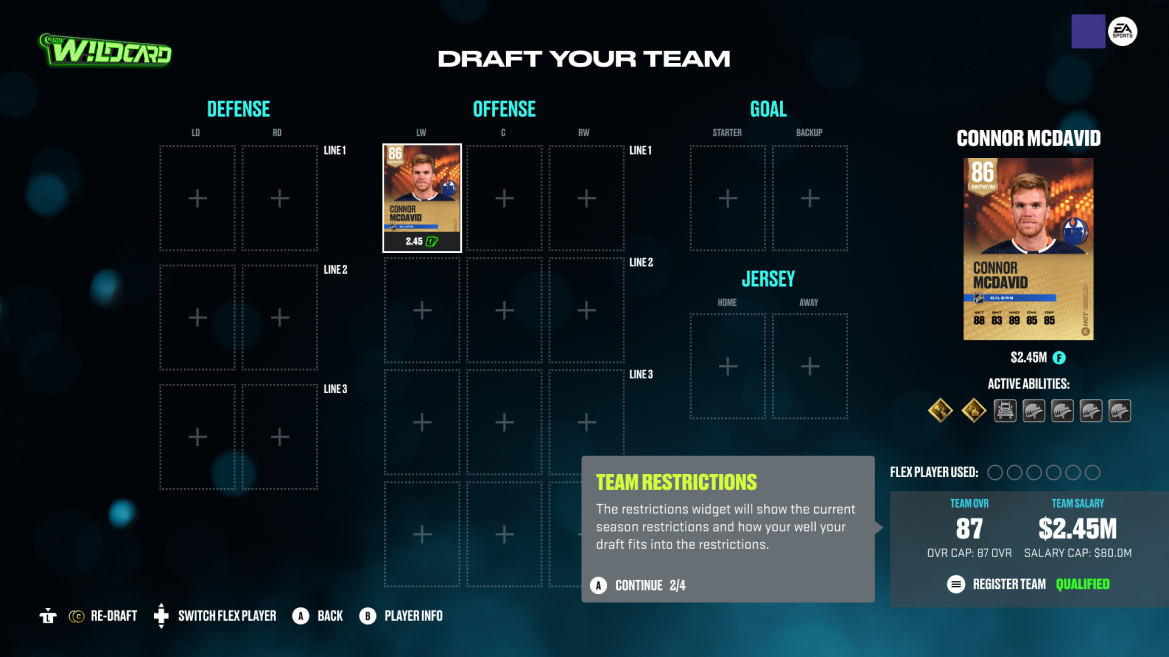 WILDCARD
EA
SPORTS
DRAFT YOUR TEAM
DEFENSE
OFFENSE
GOAL
LD
RD
LW
C
RW
STARTER
BACKUP
LINE 1
LINE 1
CONNOR MCDAVID
86
CONNOR
MCDAVID
OILERS
2.45
86
CONNOR
MCDAVID
OILERS
88 83 89 85 85
LINE 2
LINE 2
JERSEY
HOME
AWAY
$2.45M F
ACTIVE ABILITIES:
LINE 3
LINE 3
TEAM RESTRICTIONS
The restrictions widget will show the current
season restrictions and how your well your
draft fits into the restrictions.
A CONTINUE 2/4
FLEX PLAYER USED:
TEAM OVR
TEAM SALARY
87
$2.45M
OVR CAP: 87 OVR
SALARY CAP: $80.0M
REGISTER TEAM QUALIFIED
L RE-DRAFT
SWITCH FLEX PLAYER
A BACK
B PLAYER INFO